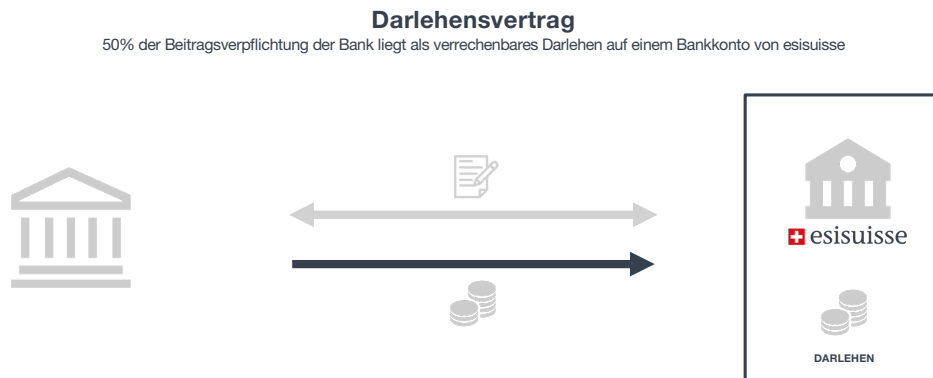 Darlehensvertrag
50% der Beitragsverpflichtung der Bank liegt als verrechenbares Darlehen auf einem Bankkonto von esisuisse
esisuisse
DARLEHEN